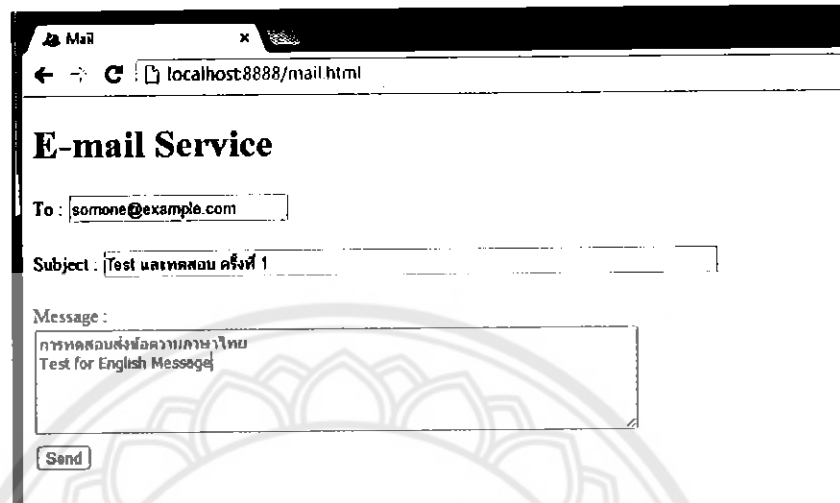 Mail ×
localhost:8888/mail.html
E-mail Service
To : somone@example.com
Subject : Test และทดสอบ ครั้งที่ 1
Message :
การทดสอบส่งข้อความภาษาไทย
Test for English Message
Send